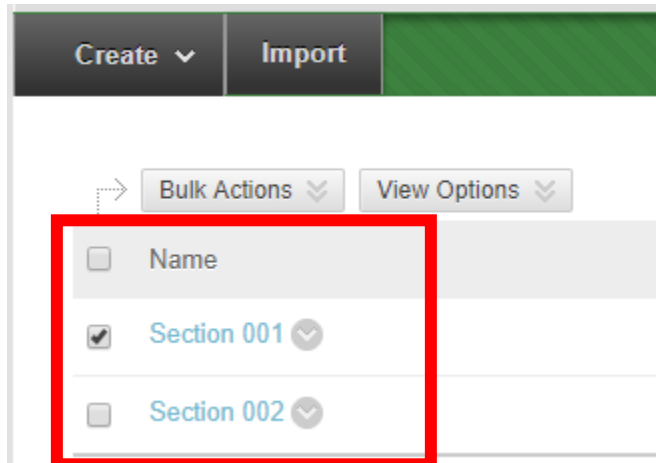 Create Import
Bulk Actions View Options
Name
Section 001
Section 002